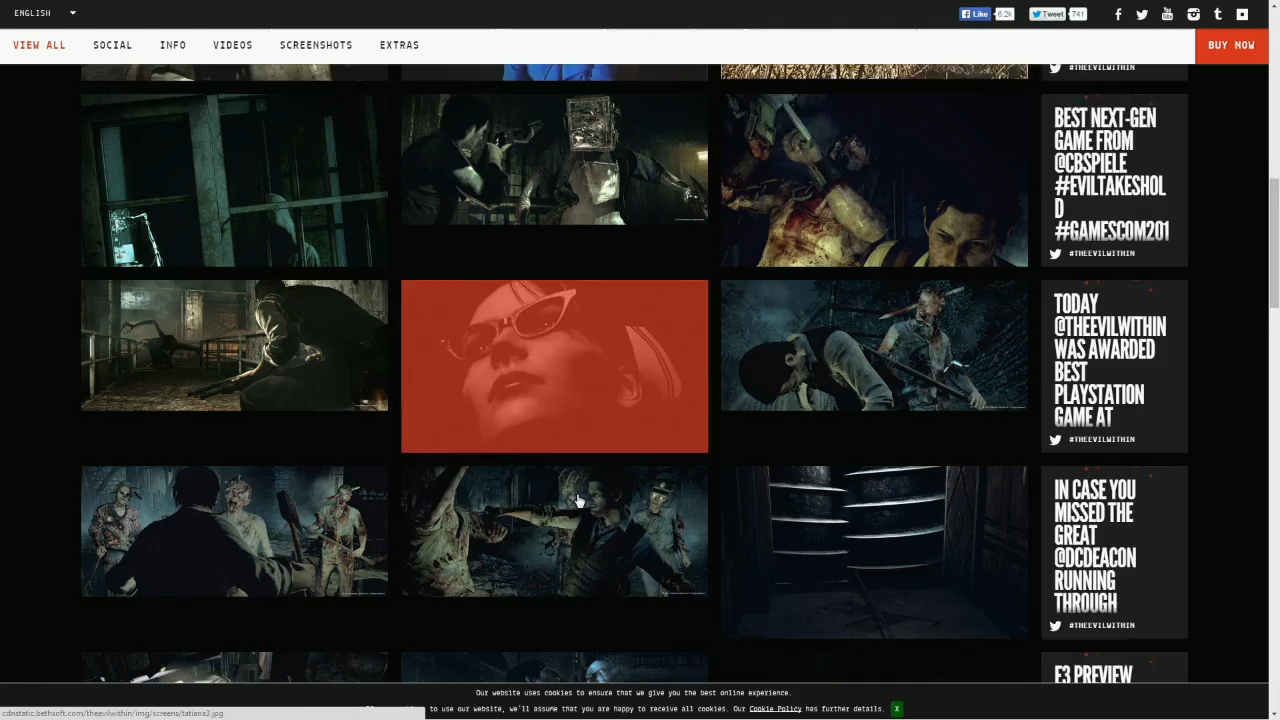 ENGLISH
Like 6.2k Tweet 741
VIEW ALL SOCIAL INFO VIDEOS SCREENSHOTS EXTRAS BUY NOW
#THEEVILWITHIN
BEST NEXT-GEN
GAME FROM
@CBSPIELE
#EVILTAKESHOL
D
#GAMESCOM201
#THEEVILWITHIN
TODAY
@THEEVILWITHIN
WAS AWARDED
BEST
PLAYSTATION
GAME AT
#THEEVILWITHIN
IN CASE YOU
MISSED THE
GREAT
@DCDEACON
RUNNING
THROUGH
#THEEVILWITHIN
E3 PREVIEW
Our website uses cookies to ensure that we give you the best online experience.
to use our website, we'll assume that you are happy to receive all cookies. Our Cookie Policy has further details. X
cdnstatic.bethsoft.com/theevilwithin/img/screens/tatiana3.jpg